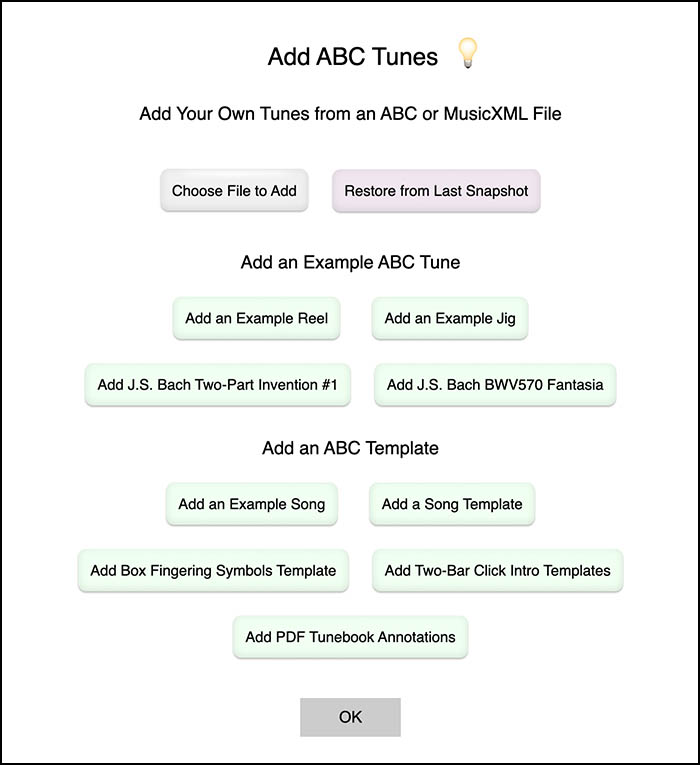 Add ABC Tunes
Add Your Own Tunes from an ABC or MusicXML File
Choose File to Add
Restore from Last Snapshot
Add an Example ABC Tune
Add an Example Reel
Add an Example Jig
Add J.S. Bach Two-Part Invention #1
Add J.S. Bach BWV570 Fantasia
Add an ABC Template
Add an Example Song
Add a Song Template
Add Box Fingering Symbols Template
Add Two-Bar Click Intro Templates
Add PDF Tunebook Annotations
OK